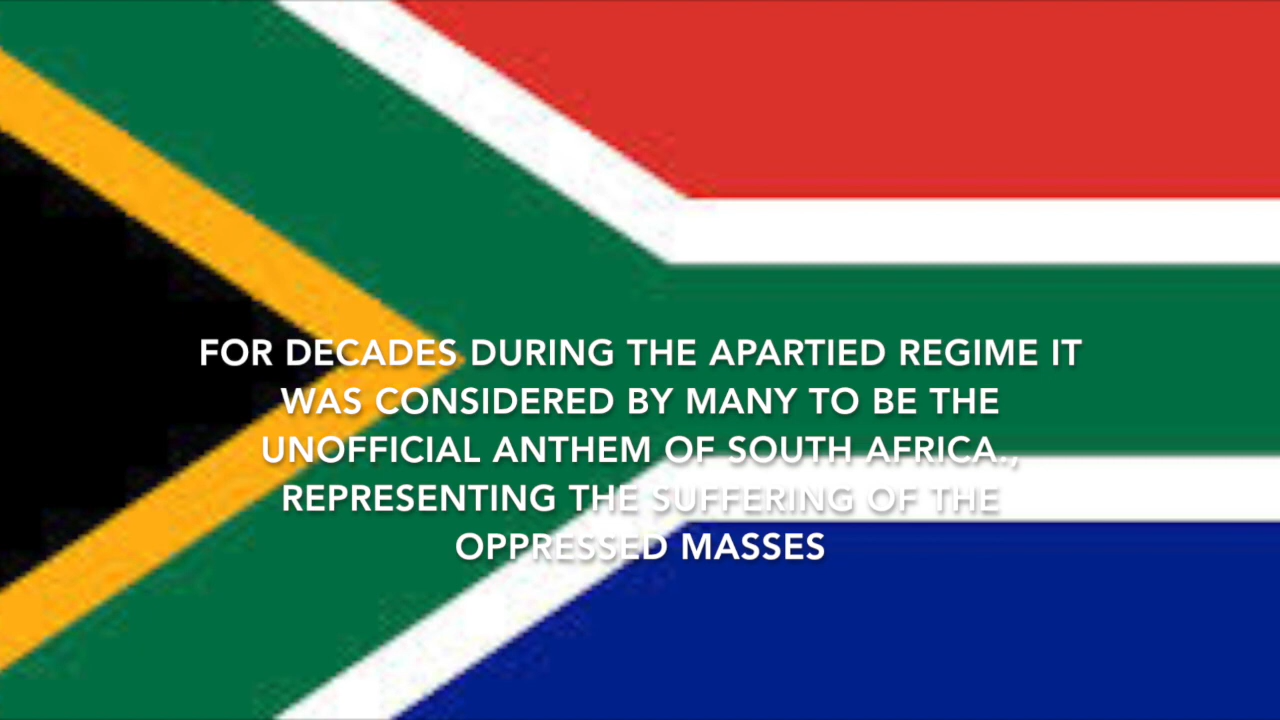 FOR DECADES DURING THE APARTIED REGIME IT
WAS CONSIDERED BY MANY TO BE THE
UNOFFICIAL ANTHEM OF SOUTH AFRICA.,
REPRESENTING THE SUFFERING OF THE
OPPRESSED MASSES